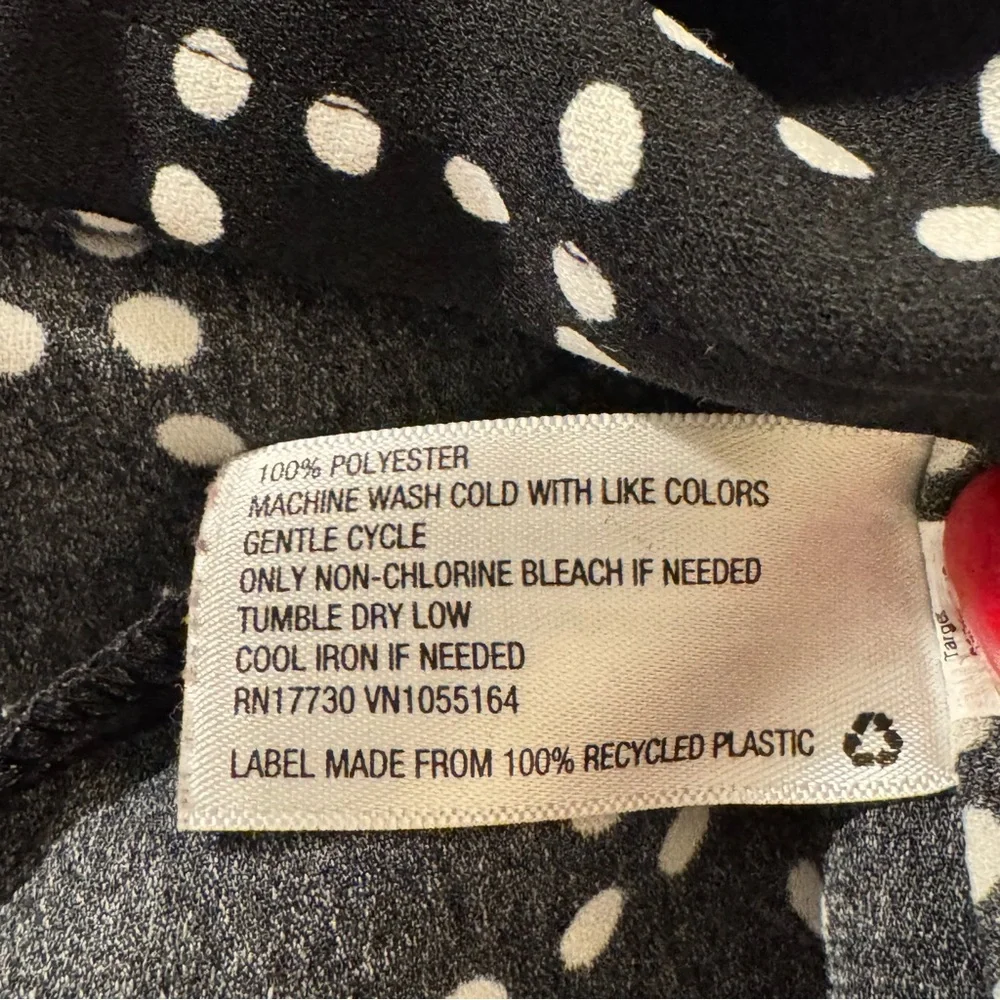 100% POLYESTER
MACHINE WASH COLD WITH LIKE COLORS
GENTLE CYCLE
ONLY NON-CHLORINE BLEACH IF NEEDED
TUMBLE DRY LOW
COOL IRON IF NEEDED
RN17730 VN1055164
LABEL MADE FROM 100% RECYCLED PLASTIC